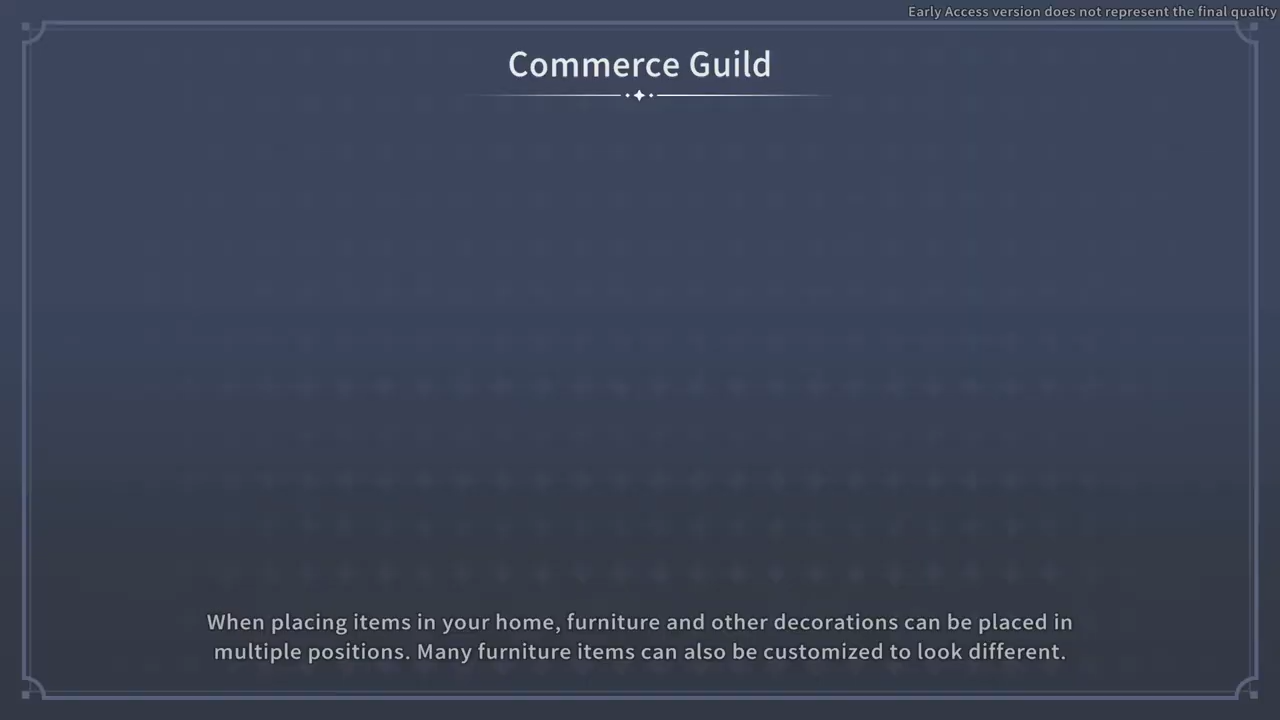 Early Access version does not represent the final quality
Commerce Guild
When placing items in your home, furniture and other decorations can be placed in
multiple positions. Many furniture items can also be customized to look different.